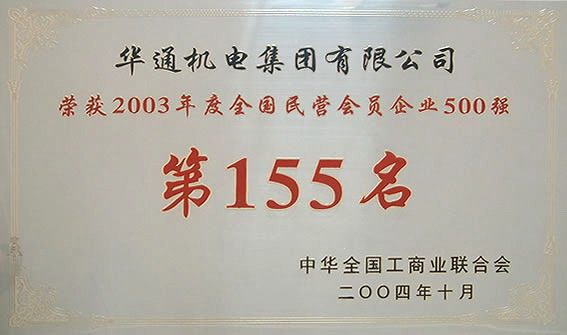 华通机电集团有限公司
荣获2003年度全国民营会员企业500强
第155名
中华全国工商业联合会
二〇〇四年十月